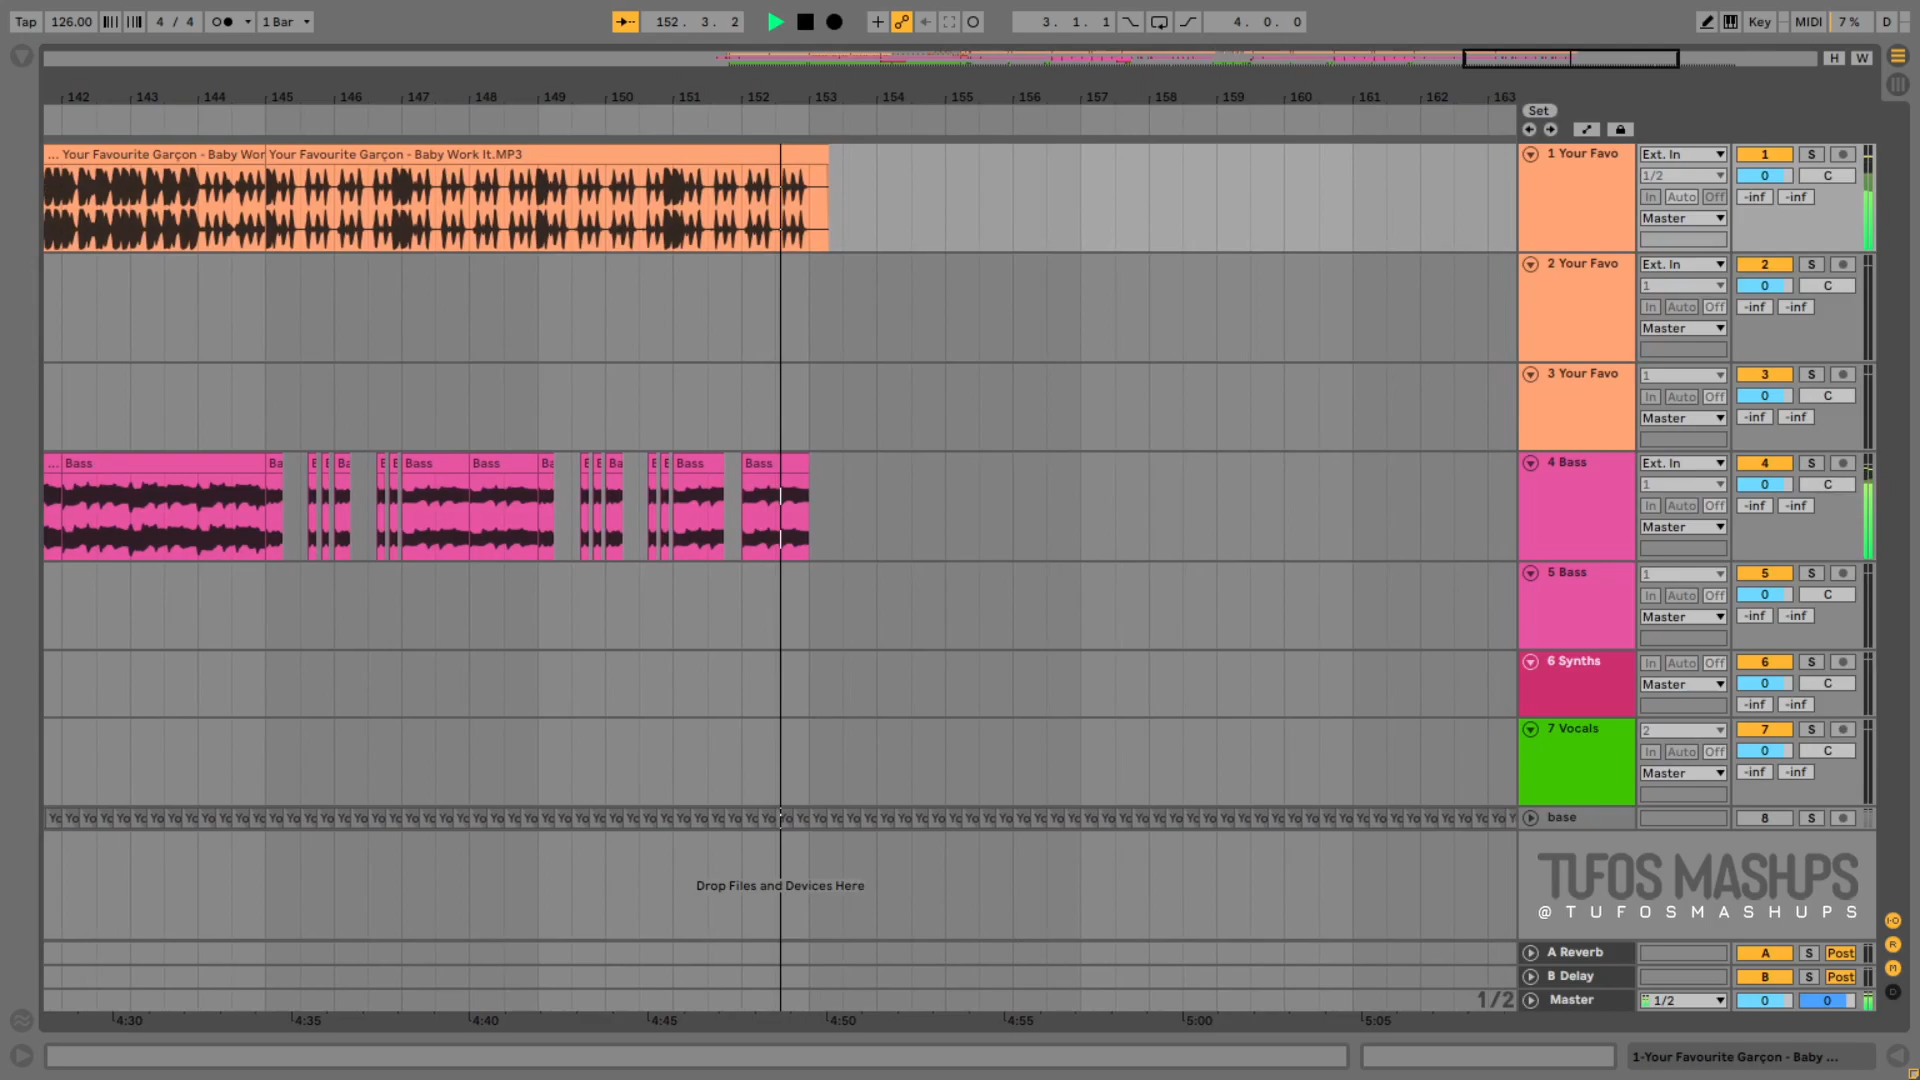 Tap 126.00 4 / 4 1 Bar 152. 3. 2 3. 1. 1 4. 0. 0 Key MIDI 7 % D
H W
142 143 144 145 146 147 148 149 150 151 152 153 154 155 156 157 158 159 160 161 162 163
Set
... Your Favourite Garçon - Baby Wor Your Favourite Garçon - Baby Work It.MP3
1 Your Favo Ext. In 1 S
1/2 0 C
In Auto Off -inf -inf
Master
2 Your Favo Ext. In 2 S
1 0 C
In Auto Off -inf -inf
Master
3 Your Favo 1 3 S
In Auto Off 0 C
Master -inf -inf
... Bass Ba E E Ba E E Bass Bass Ba E E Ba E E Bass Bass
4 Bass Ext. In 4 S
1 0 C
In Auto Off -inf -inf
Master
5 Bass 1 5 S
In Auto Off 0 C
Master -inf -inf
6 Synths In Auto Off 6 S
Master 0 C
-inf -inf
7 Vocals 2 7 S
In Auto Off 0 C
Master -inf -inf
base 8 S
Drop Files and Devices Here
TUFOS MASHUPS
@TUFOSMASHUPS
A Reverb A S Post
B Delay B S Post
1/2 Master 1/2 0 0
4:30 4:35 4:40 4:45 4:50 4:55 5:00 5:05
1-Your Favourite Garçon - Baby ...